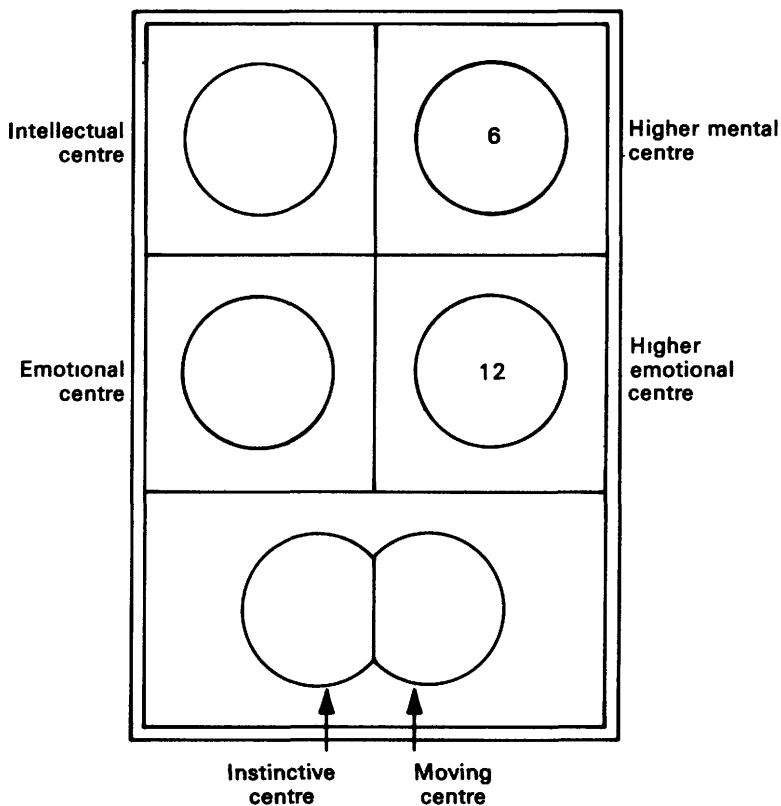 Intellectual
centre
6
Higher mental
centre
Emotional
centre
12
Higher
emotional
centre
Instinctive
centre
Moving
centre